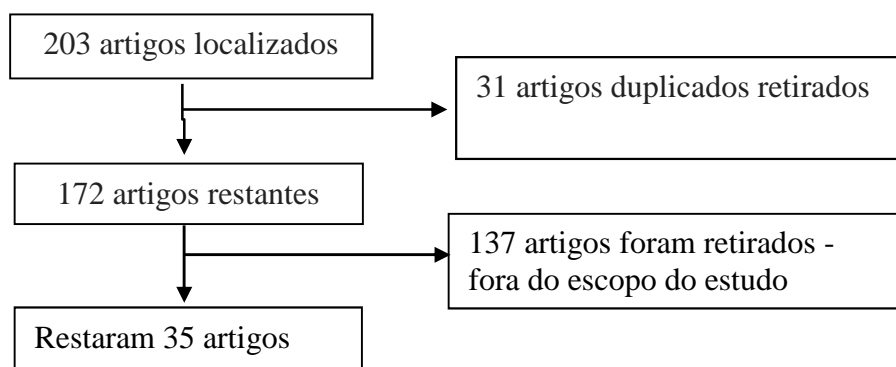 203 artigos localizados
31 artigos duplicados retirados
172 artigos restantes
137 artigos foram retirados -
fora do escopo do estudo
Restaram 35 artigos